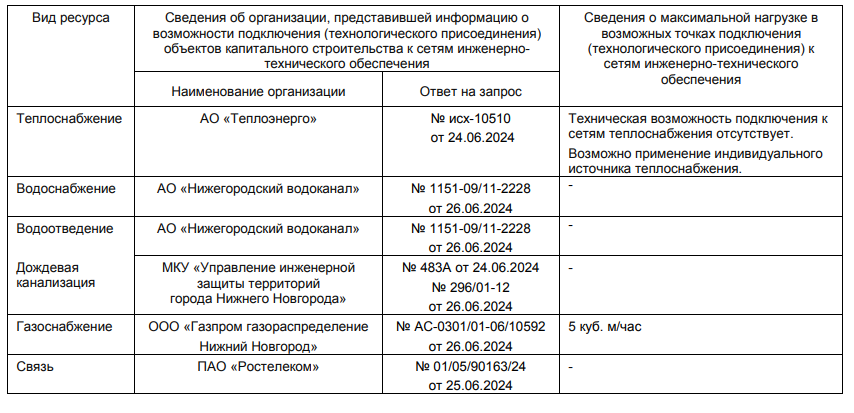 Вид ресурса
Сведения об организации, представившей информацию о
возможности подключения (технологического присоединения)
объектов капитального строительства к сетям инженерно-
технического обеспечения
Сведения о максимальной нагрузке в
возможных точках подключения
(технологического присоединения) к
сетям инженерно-технического
обеспечения
Наименование организации
Ответ на запрос
Теплоснабжение
АО «Теплоэнерго»
№ исх-10510
от 24.06.2024
Техническая возможность подключения к
сетям теплоснабжения отсутствует.
Возможно применение индивидуального
источника теплоснабжения.
Водоснабжение
АО «Нижегородский водоканал»
№ 1151-09/11-2228
от 26.06.2024
-
Водоотведение
АО «Нижегородский водоканал»
№ 1151-09/11-2228
от 26.06.2024
-
Дождевая
канализация
МКУ «Управление инженерной
защиты территорий
города Нижнего Новгорода»
№ 483А от 24.06.2024
№ 296/01-12
от 26.06.2024
-
Газоснабжение
ООО «Газпром газораспределение
Нижний Новгород»
№ АС-0301/01-06/10592
от 26.06.2024
5 куб. м/час
Связь
ПАО «Ростелеком»
№ 01/05/90163/24
от 25.06.2024
-